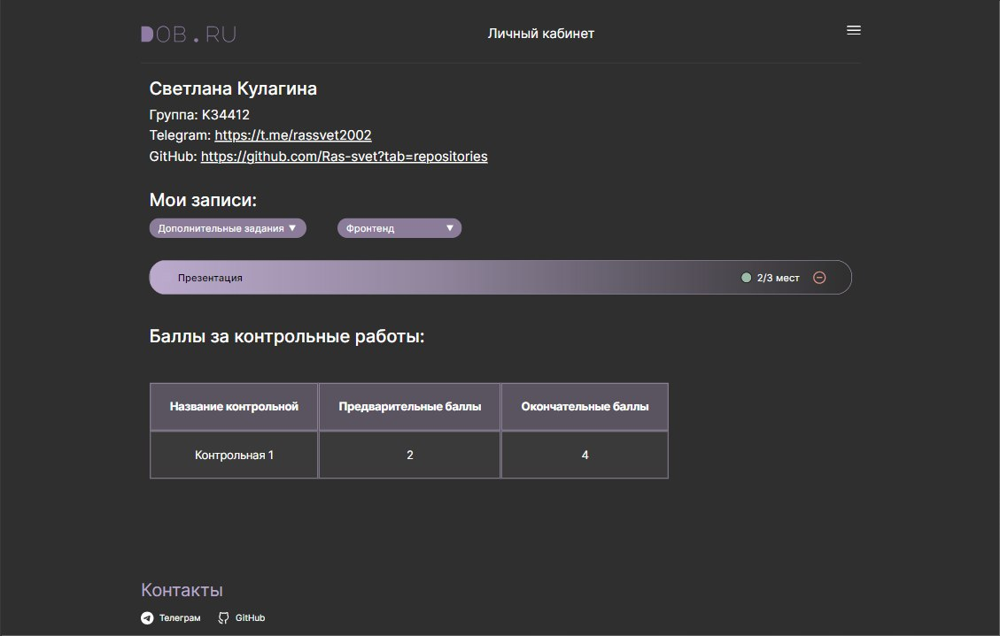 DOB.RU
Личный кабинет
Светлана Кулагина
Группа: K34412
Telegram: https://t.me/rassvet2002
GitHub: https://github.com/Ras-svet?tab=repositories
Мои записи:
Дополнительные задания ▼ Фронтенд ▼
Презентация 2/3 мест
Баллы за контрольные работы:
Название контрольной Предварительные баллы Окончательные баллы
Контрольная 1 2 4
Контакты
Телеграм GitHub